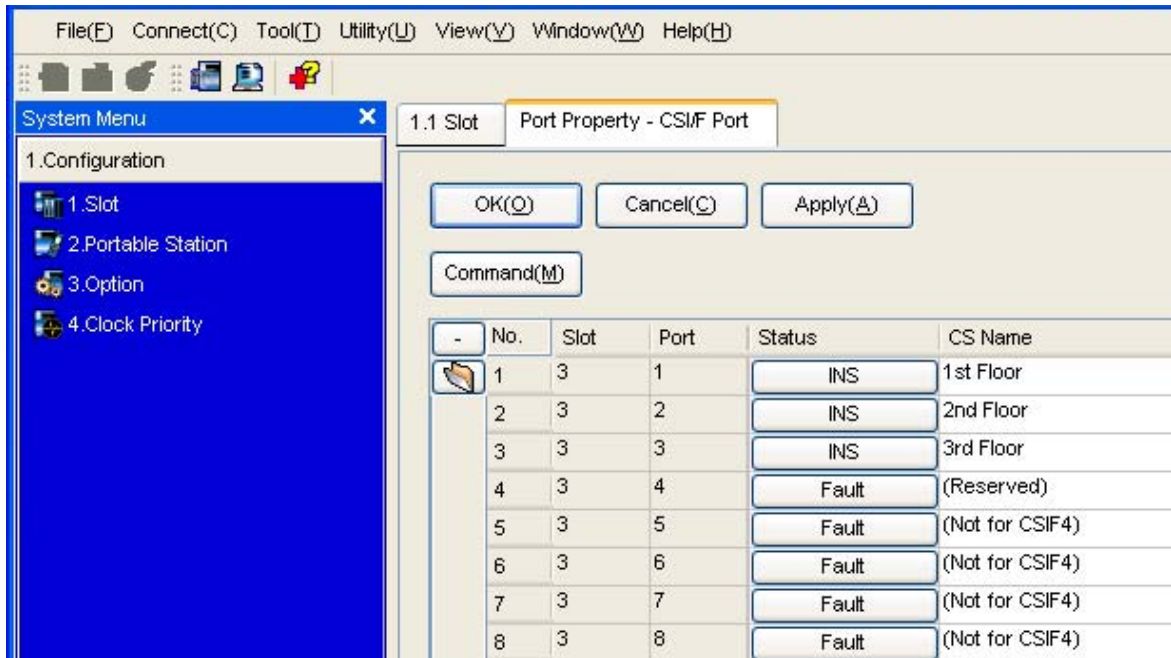 File(F) Connect(C) Tool(T) Utility(U) View(V) Window(W) Help(H)
System Menu
1.1 Slot Port Property - CSI/F Port
1.Configuration
1.Slot
2.Portable Station
3.Option
4.Clock Priority
OK(O) Cancel(C) Apply(A)
Command(M)
- No. Slot Port Status CS Name
1 3 1 INS 1st Floor
2 3 2 INS 2nd Floor
3 3 3 INS 3rd Floor
4 3 4 Fault (Reserved)
5 3 5 Fault (Not for CSIF4)
6 3 6 Fault (Not for CSIF4)
7 3 7 Fault (Not for CSIF4)
8 3 8 Fault (Not for CSIF4)